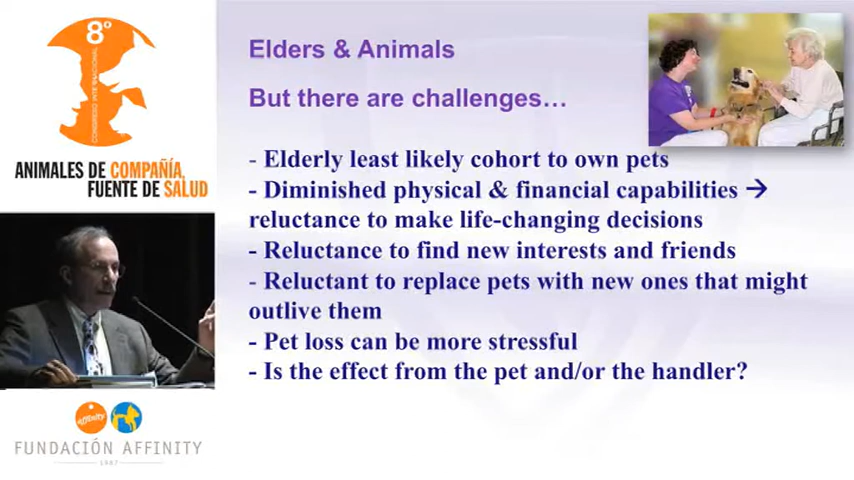 8º
CONGRESO INTERNACIONAL
ANIMALES DE COMPAÑÍA,
FUENTE DE SALUD
affinity
FUNDACIÓN AFFINITY
1987
Elders & Animals
But there are challenges…
- Elderly least likely cohort to own pets
- Diminished physical & financial capabilities →
reluctance to make life-changing decisions
- Reluctance to find new interests and friends
- Reluctant to replace pets with new ones that might
outlive them
- Pet loss can be more stressful
- Is the effect from the pet and/or the handler?